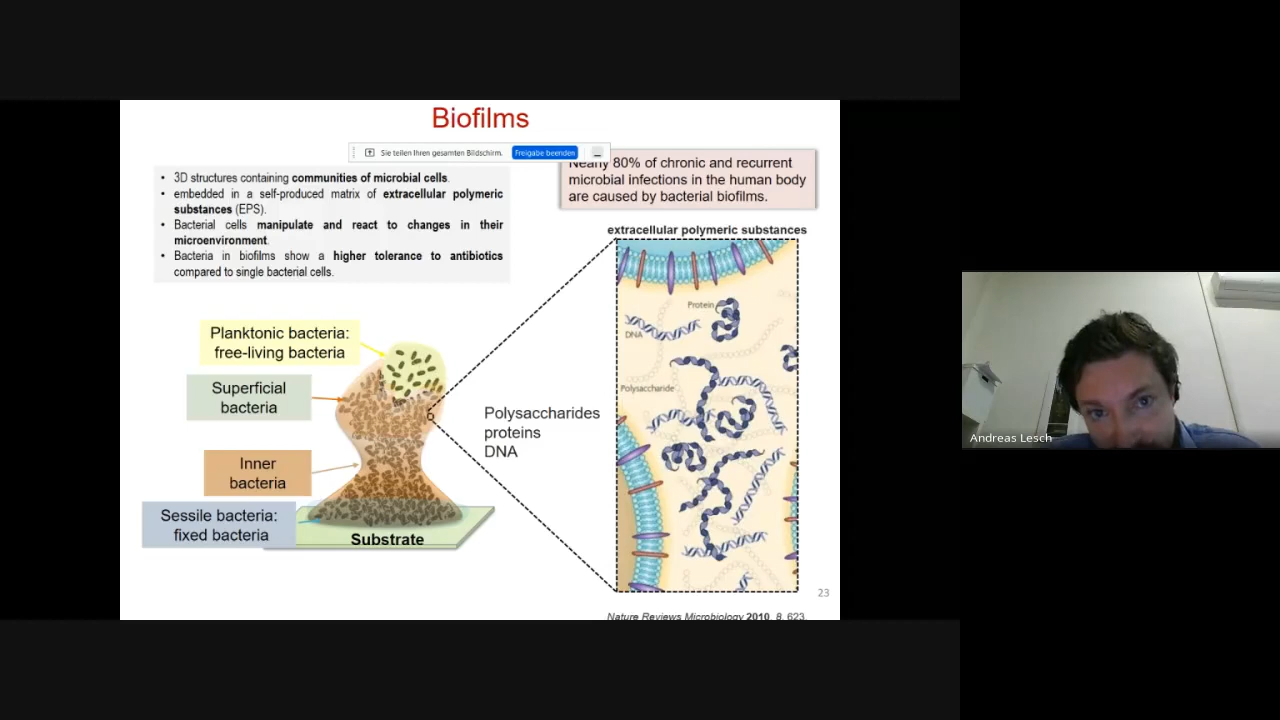 Biofilms
Sie teilen Ihren gesamten Bildschirm. Freigabe beenden
Nearly 80% of chronic and recurrent
microbial infections in the human body
are caused by bacterial biofilms.
• 3D structures containing communities of microbial cells.
• embedded in a self-produced matrix of extracellular polymeric
substances (EPS).
• Bacterial cells manipulate and react to changes in their
microenvironment.
• Bacteria in biofilms show a higher tolerance to antibiotics
compared to single bacterial cells.
extracellular polymeric substances
Protein
DNA
Polysaccharide
Planktonic bacteria:
free-living bacteria
Superficial
bacteria
Inner
bacteria
Sessile bacteria:
fixed bacteria
Substrate
Polysaccharides
proteins
DNA
23
Nature Reviews Microbiology 2010, 8, 623.
Andreas Lesch